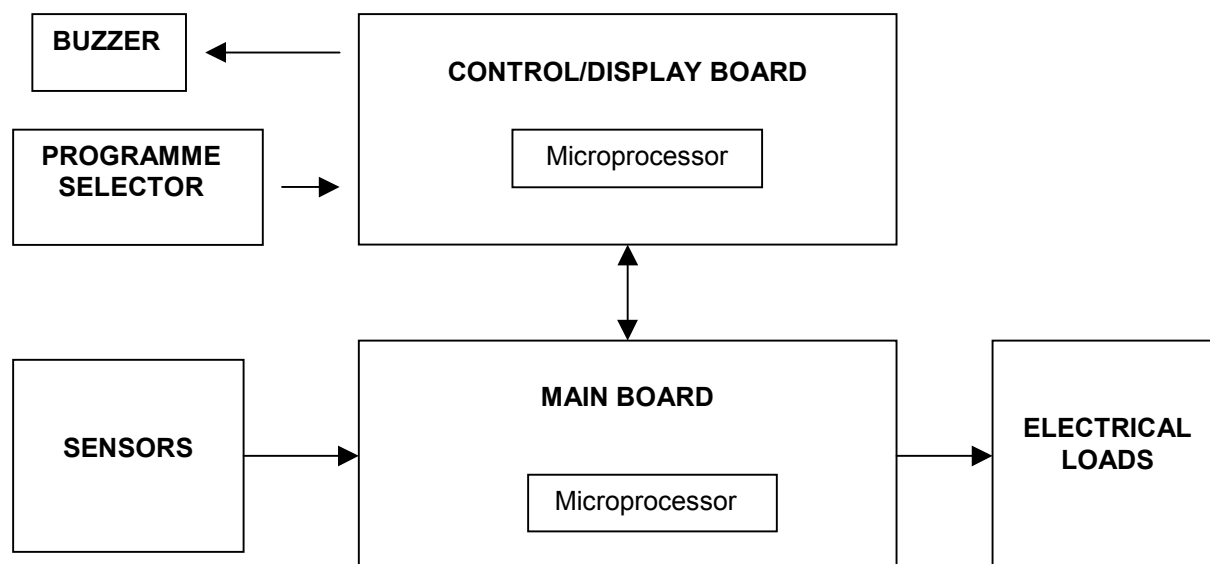 BUZZER
CONTROL/DISPLAY BOARD
PROGRAMME
SELECTOR
Microprocessor
MAIN BOARD
SENSORS
ELECTRICAL
LOADS
Microprocessor